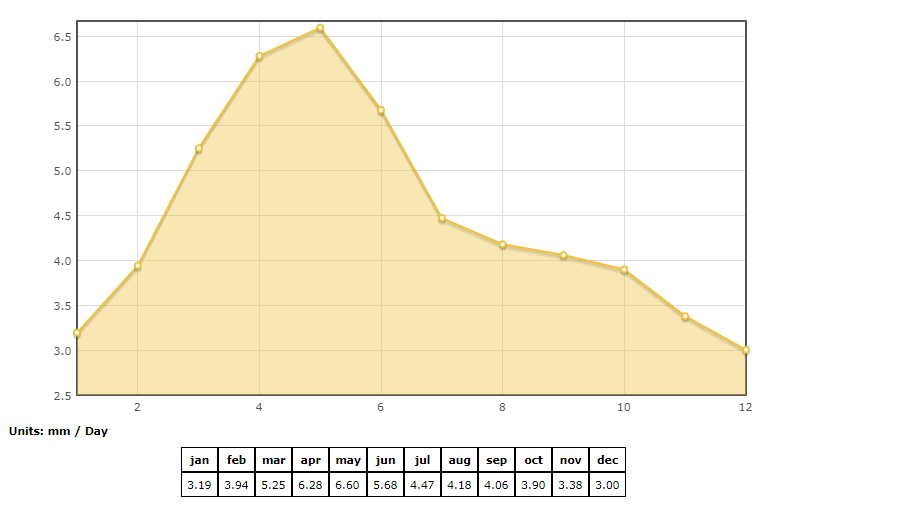 6.5
6.0
5.5
5.0
4.5
4.0
3.5
3.0
2.5
2 4 6 8 10 12
Units: mm / Day
jan feb mar apr may jun jul aug sep oct nov dec
3.19 3.94 5.25 6.28 6.60 5.68 4.47 4.18 4.06 3.90 3.38 3.00